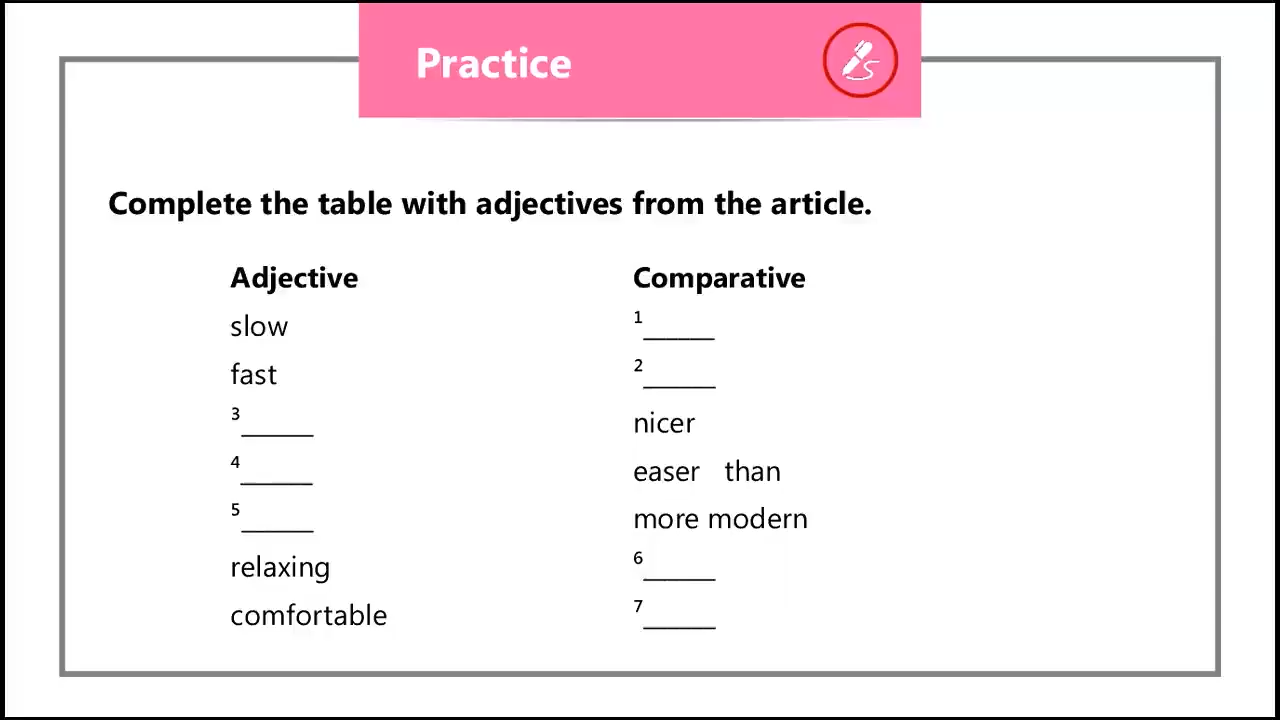 Practice
Complete the table with adjectives from the article.
Adjective Comparative
slow 1______
fast 2______
3______ nicer
4______ easer than
5______ more modern
relaxing 6______
comfortable 7______